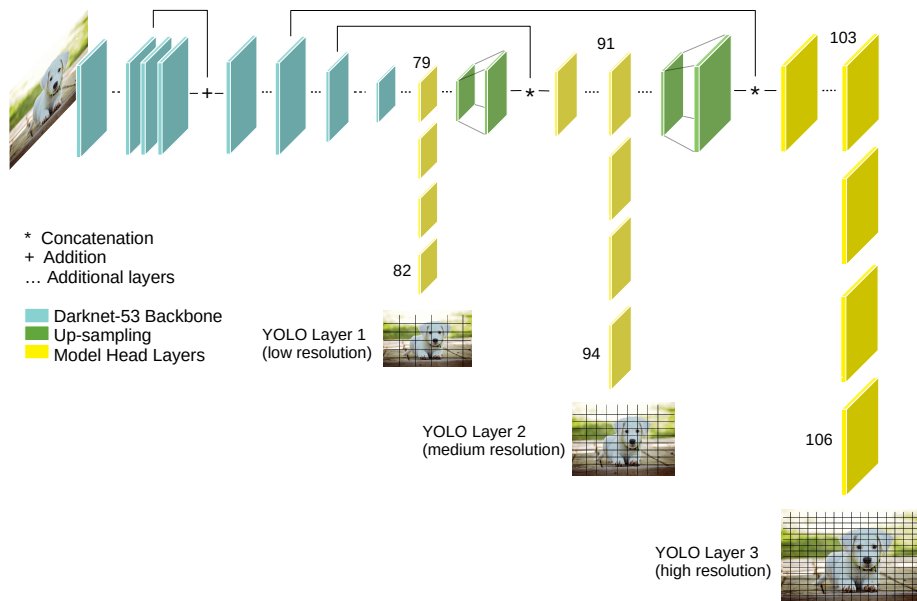 79
91
103
* Concatenation
+ Addition
... Additional layers
82
Darknet-53 Backbone
Up-sampling
Model Head Layers
YOLO Layer 1
(low resolution)
94
YOLO Layer 2
(medium resolution)
106
YOLO Layer 3
(high resolution)
+
*
*